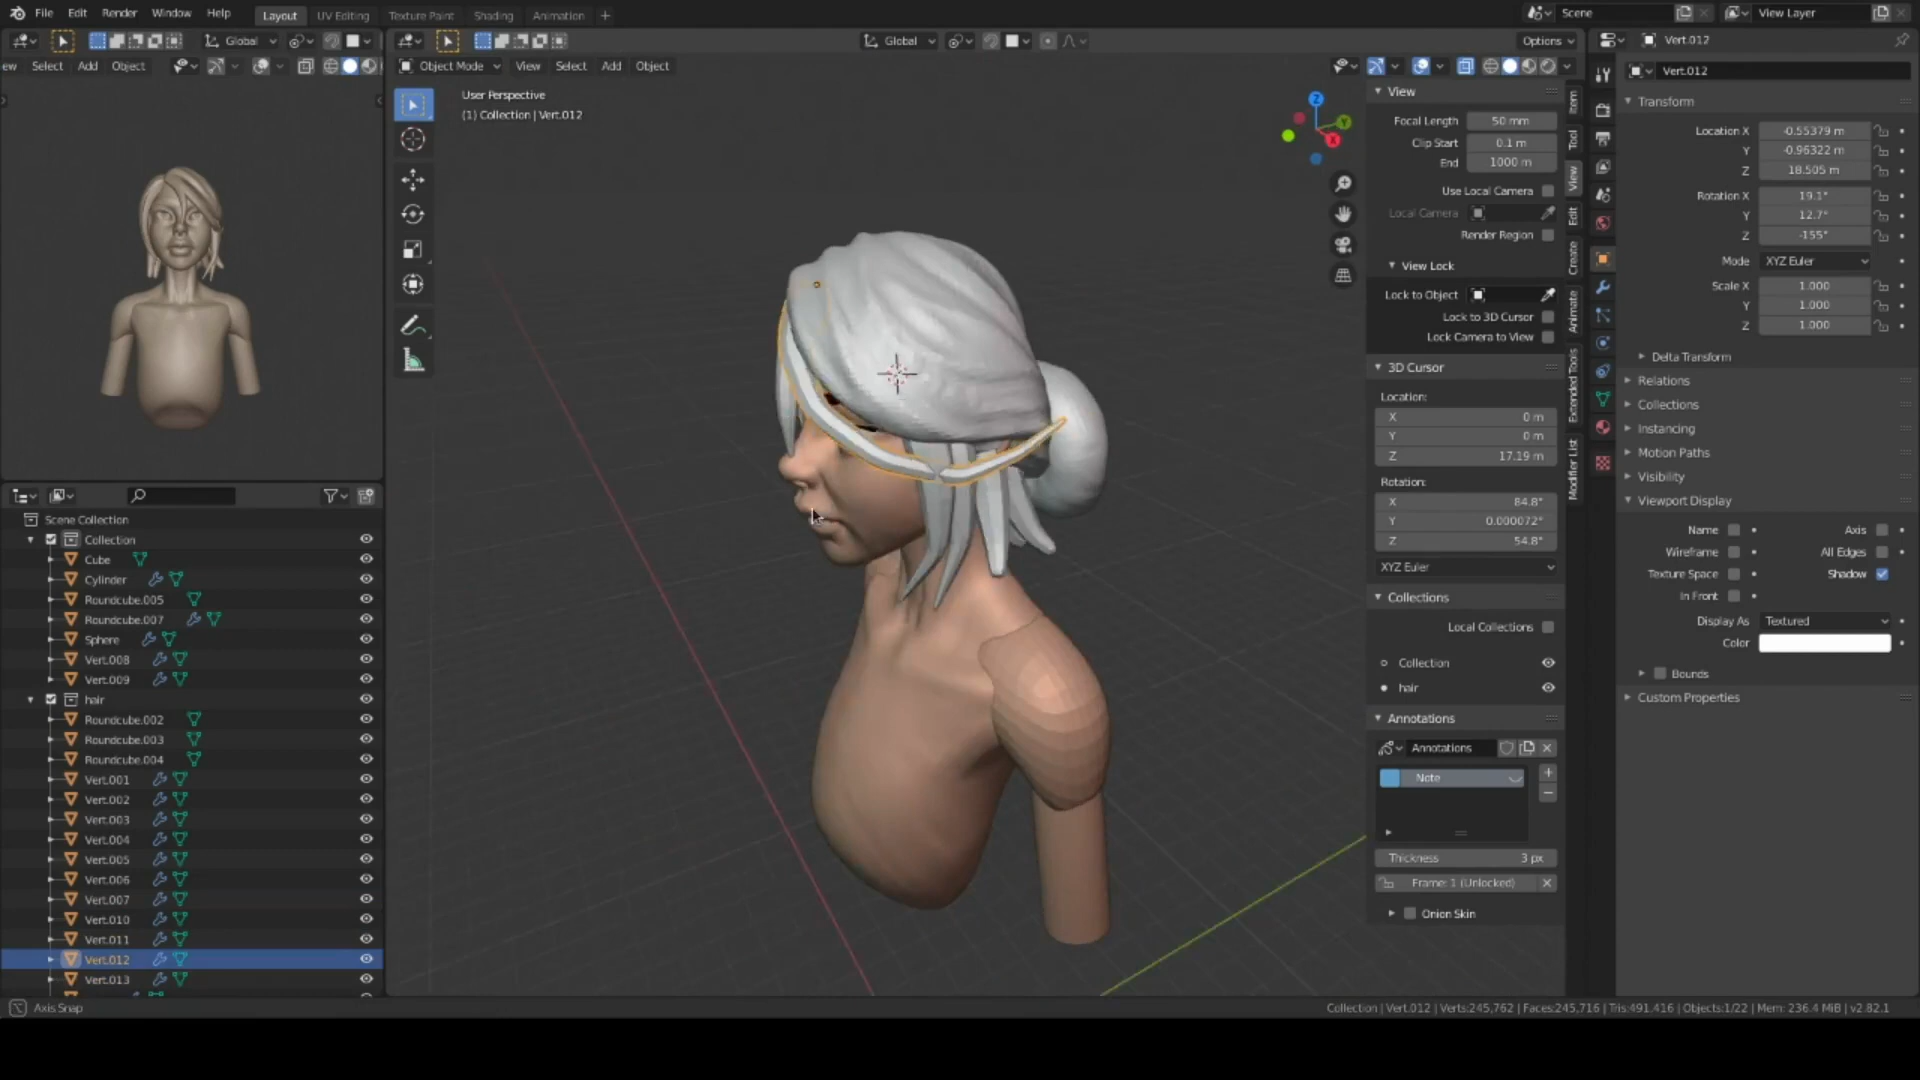 File Edit Render Window Help Layout UV Editing Texture Paint Shading Animation + Scene View Layer
Global Global Options Vert.012
ew Select Add Object Object Mode View Select Add Object
Vert.012
User Perspective
(1) Collection | Vert.012
Z
Y
X
View
Focal Length 50 mm
Clip Start 0.1 m
End 1000 m
Use Local Camera
Local Camera
Render Region
View Lock
Lock to Object
Lock to 3D Cursor
Lock Camera to View
3D Cursor
Location:
X 0 m
Y 0 m
Z 17.19 m
Rotation:
X 84.8°
Y 0.000072°
Z 54.8°
XYZ Euler
Collections
Local Collections
Collection
hair
Annotations
Annotations
Note
Thickness 3 px
Frame: 1 (Unlocked)
Onion Skin
Item
Tool
View
Edit
Create
Animate
Extended Tools
Modifier List
Transform
Location X -0.55379 m
Y -0.96322 m
Z 18.505 m
Rotation X 19.1°
Y 12.7°
Z -155°
Mode XYZ Euler
Scale X 1.000
Y 1.000
Z 1.000
Delta Transform
Relations
Collections
Instancing
Motion Paths
Visibility
Viewport Display
Name Axis
Wireframe All Edges
Texture Space Shadow
In Front
Display As Textured
Color
Bounds
Custom Properties
Scene Collection
Collection
Cube
Cylinder
Roundcube.005
Roundcube.007
Sphere
Vert.008
Vert.009
hair
Roundcube.002
Roundcube.003
Roundcube.004
Vert.001
Vert.002
Vert.003
Vert.004
Vert.005
Vert.006
Vert.007
Vert.010
Vert.011
Vert.012
Vert.013
Axis Snap Collection | Vert.012 | Verts:245,762 | Faces:245,716 | Tris:491,416 | Objects:1/22 | Mem: 236.4 MiB | v2.82.1